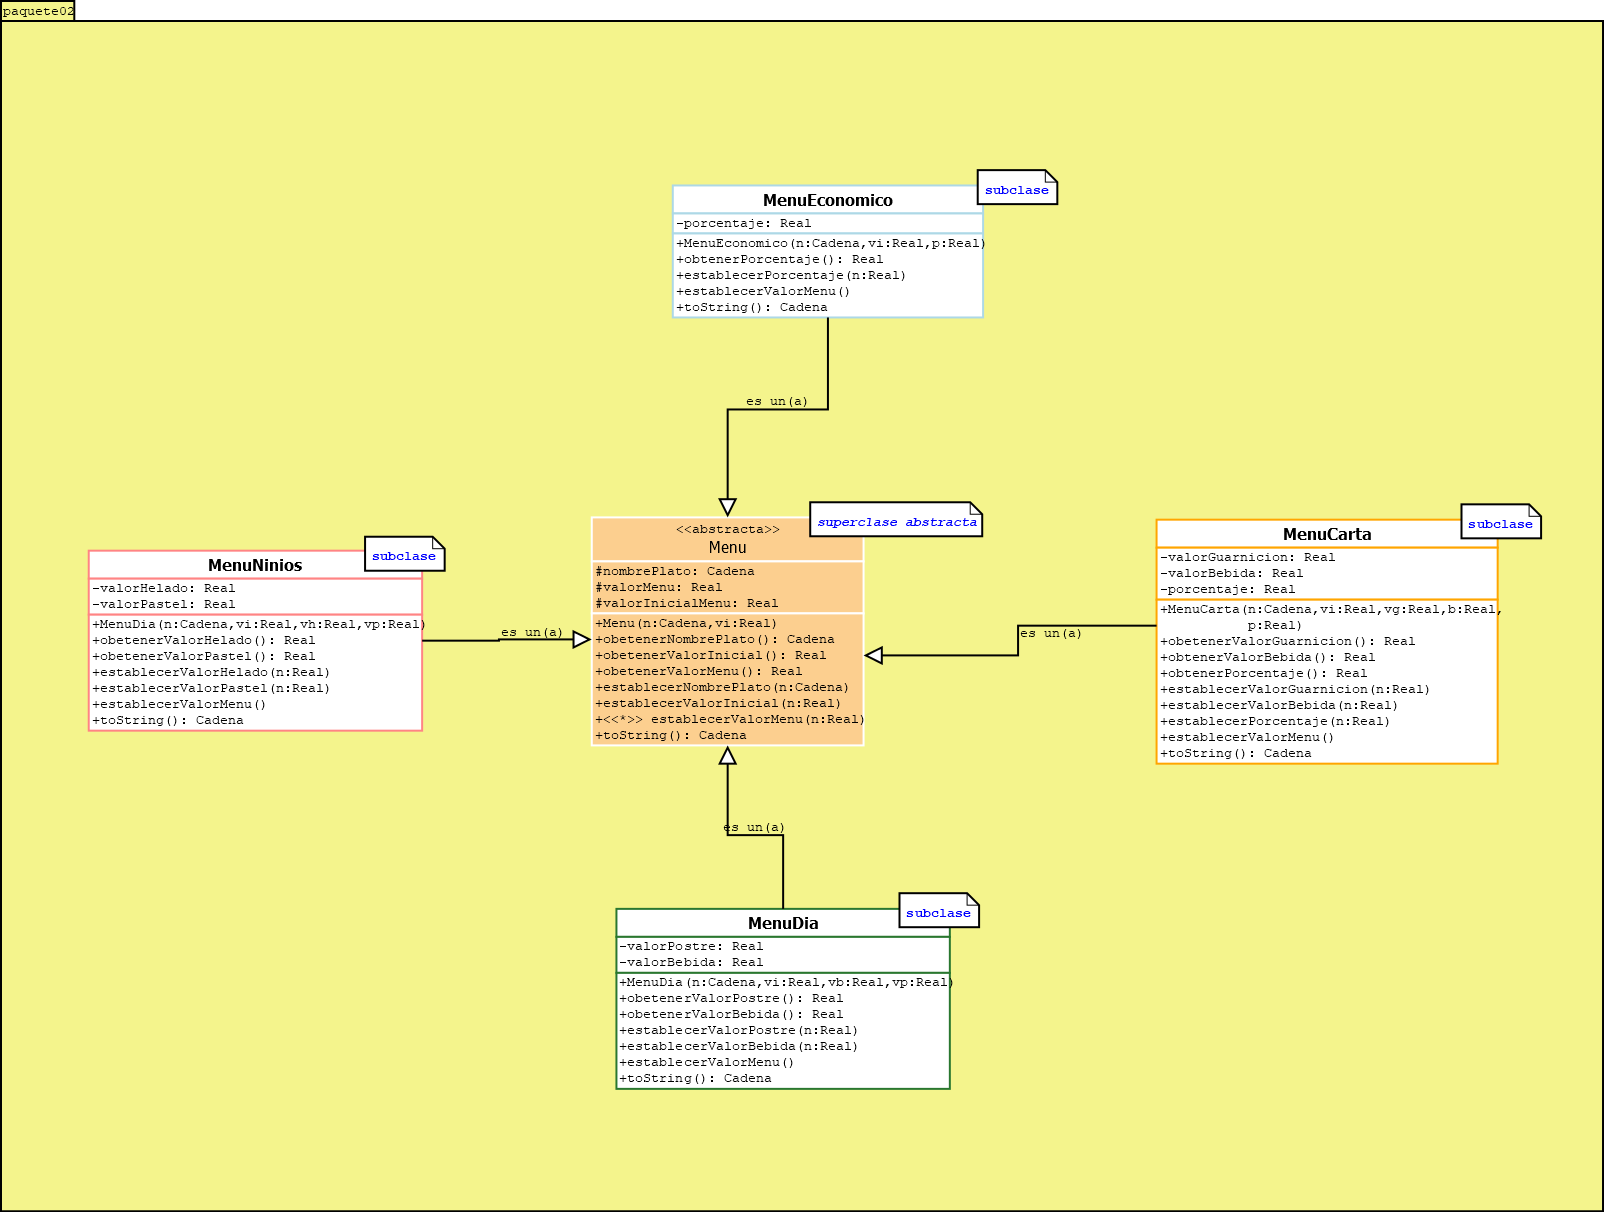 paquete02
MenuEconomico
subclase
-porcentaje: Real
+MenuEconomico(n:Cadena,vi:Real,p:Real)
+obtenerPorcentaje(): Real
+establecerPorcentaje(n:Real)
+establecerValorMenu()
+toString(): Cadena
es un(a)
MenuNinios
subclase
-valorHelado: Real
-valorPastel: Real
+MenuDia(n:Cadena,vi:Real,vh:Real,vp:Real)
+obetenerValorHelado(): Real
+obetenerValorPastel(): Real
+establecerValorHelado(n:Real)
+establecerValorPastel(n:Real)
+establecerValorMenu()
+toString(): Cadena
es un(a)
<<abstracta>>
Menu
superclase abstracta
#nombrePlato: Cadena
#valorMenu: Real
#valorInicialMenu: Real
+Menu(n:Cadena,vi:Real)
+obetenerNombrePlato(): Cadena
+obetenerValorInicial(): Real
+obetenerValorMenu(): Real
+establecerNombrePlato(n:Cadena)
+establecerValorInicial(n:Real)
+<<*>> establecerValorMenu(n:Real)
+toString(): Cadena
es un(a)
MenuCarta
subclase
-valorGuarnicion: Real
-valorBebida: Real
-porcentaje: Real
+MenuCarta(n:Cadena,vi:Real,vg:Real,b:Real,
p:Real)
+obetenerValorGuarnicion(): Real
+obtenerValorBebida(): Real
+obtenerPorcentaje(): Real
+establecerValorGuarnicion(n:Real)
+establecerValorBebida(n:Real)
+establecerPorcentaje(n:Real)
+establecerValorMenu()
+toString(): Cadena
es un(a)
MenuDia
subclase
-valorPostre: Real
-valorBebida: Real
+MenuDia(n:Cadena,vi:Real,vb:Real,vp:Real)
+obetenerValorPostre(): Real
+obetenerValorBebida(): Real
+establecerValorPostre(n:Real)
+establecerValorBebida(n:Real)
+establecerValorMenu()
+toString(): Cadena